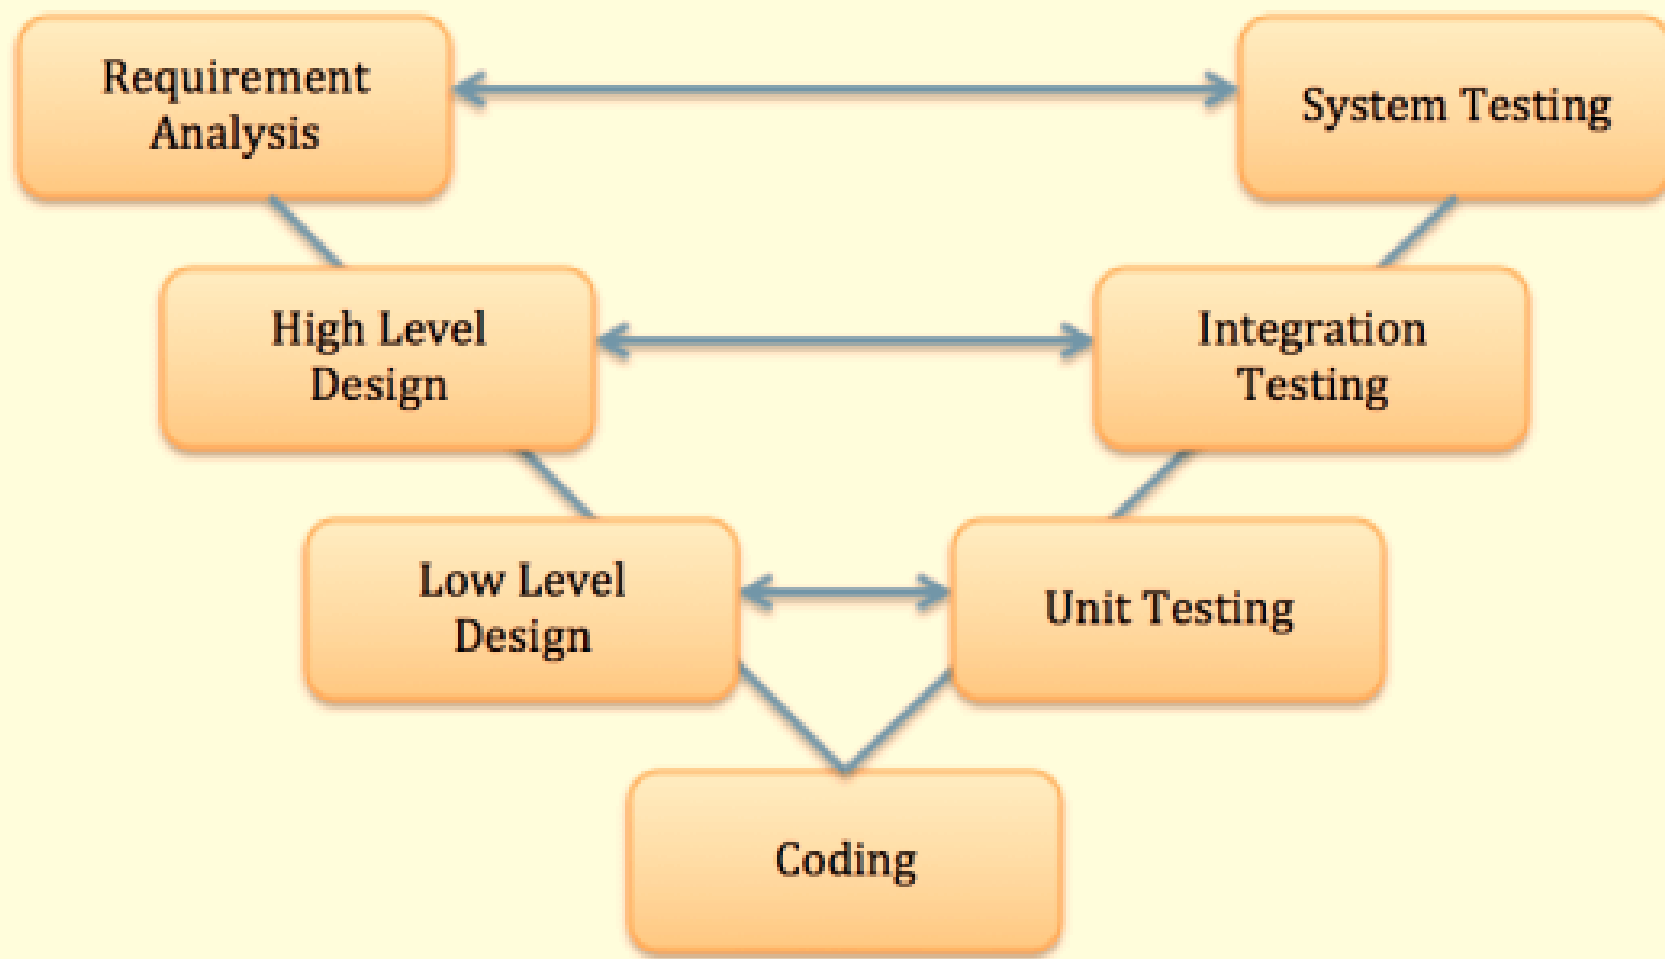 Requirement
Analysis
System Testing
High Level
Design
Integration
Testing
Low Level
Design
Unit Testing
Coding